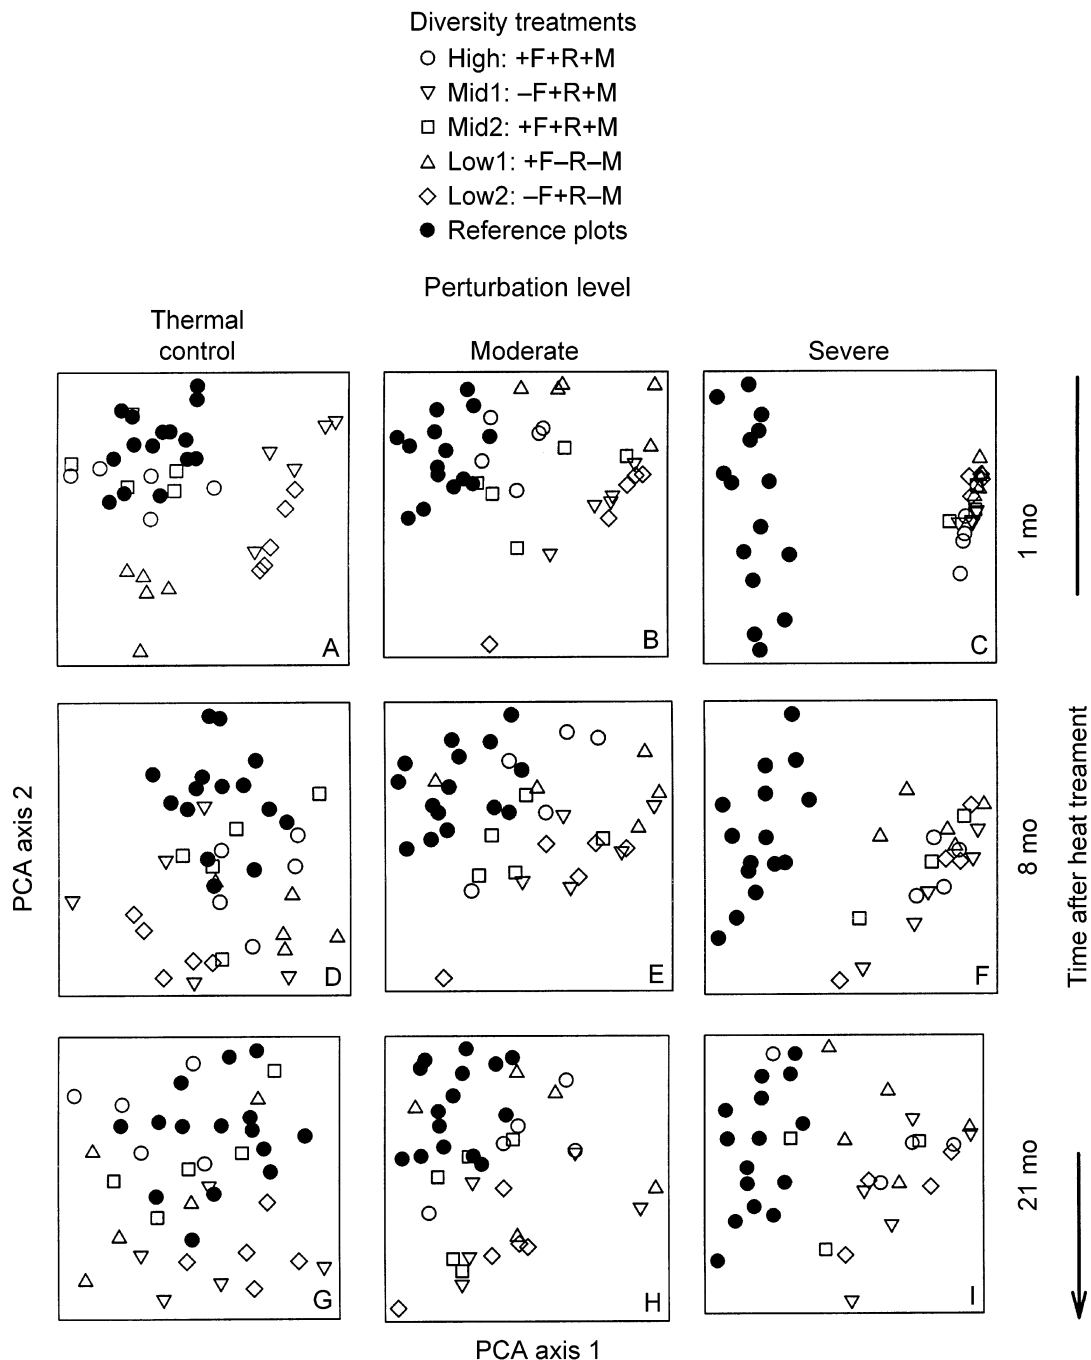 Diversity treatments
High: +F+R+M
Mid1: –F+R+M
Mid2: +F+R+M
Low1: +F–R–M
Low2: –F+R–M
Reference plots
Perturbation level
Thermal
control
Moderate
Severe
A
B
C
1 mo
D
E
F
8 mo
G
H
I
21 mo
PCA axis 2
Time after heat treament
PCA axis 1